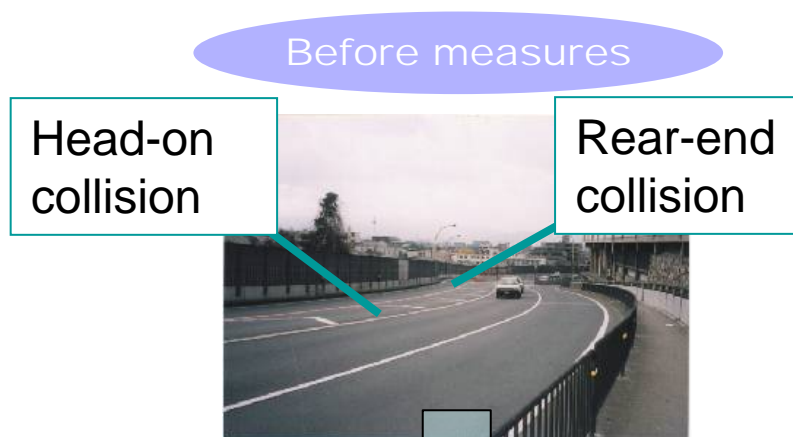 Before measures
Head-on
collision
Rear-end
collision